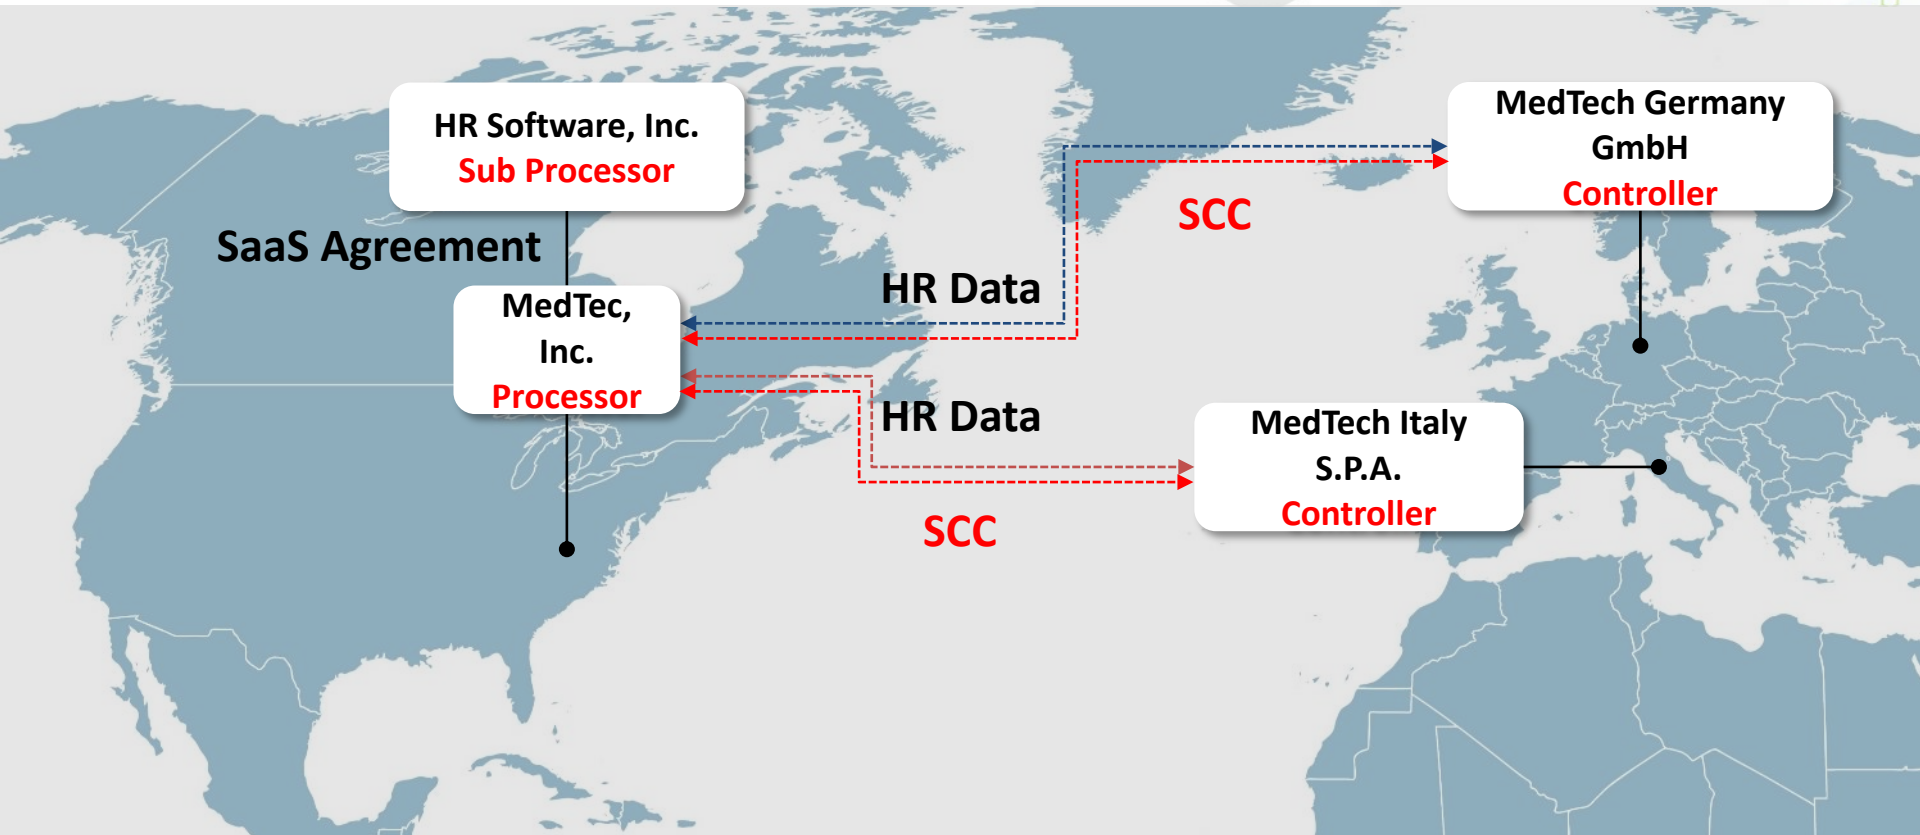 HR Software, Inc.
Sub Processor
SaaS Agreement
MedTec,
Inc.
Processor
HR Data
SCC
MedTech Germany
GmbH
Controller
HR Data
SCC
MedTech Italy
S.P.A.
Controller